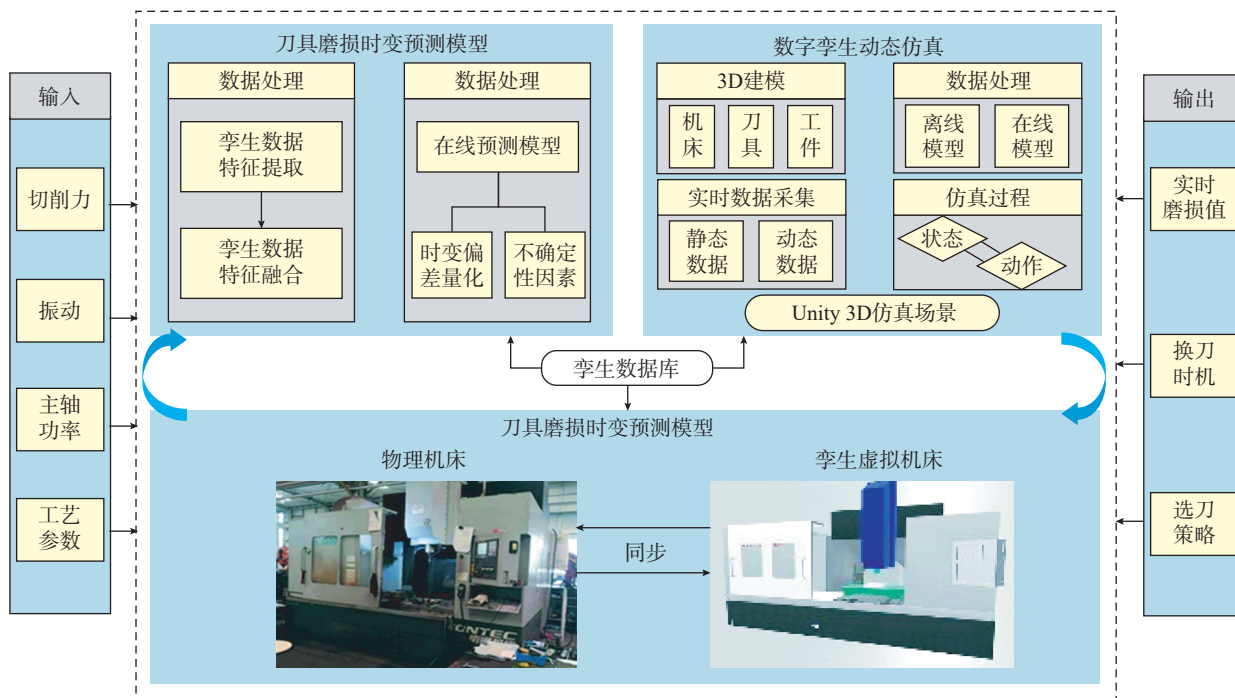 输入
切削力
振动
主轴
功率
工艺
参数
刀具磨损时变预测模型
数据处理
孪生数据
特征提取
孪生数据
特征融合
数据处理
在线预测模型
时变偏
差量化
不确定
性因素
数字孪生动态仿真
3D建模
机
床
刀
具
工
件
数据处理
离线
模型
在线
模型
实时数据采集
静态
数据
动态
数据
仿真过程
状态
动作
Unity 3D仿真场景
孪生数据库
刀具磨损时变预测模型
物理机床
孪生虚拟机床
同步
输出
实时
磨损值
换刀
时机
选刀
策略